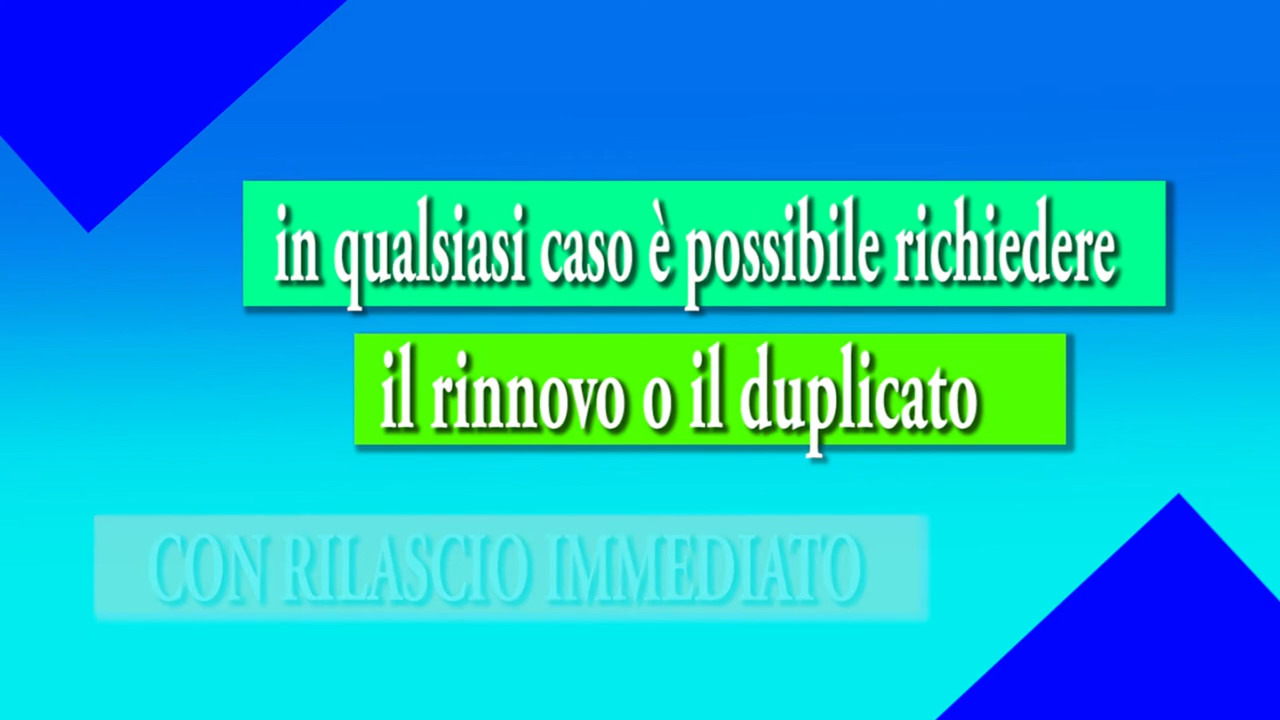 in qualsiasi caso è possibile richiedere
il rinnovo o il duplicato
CON RILASCIO IMMEDIATO